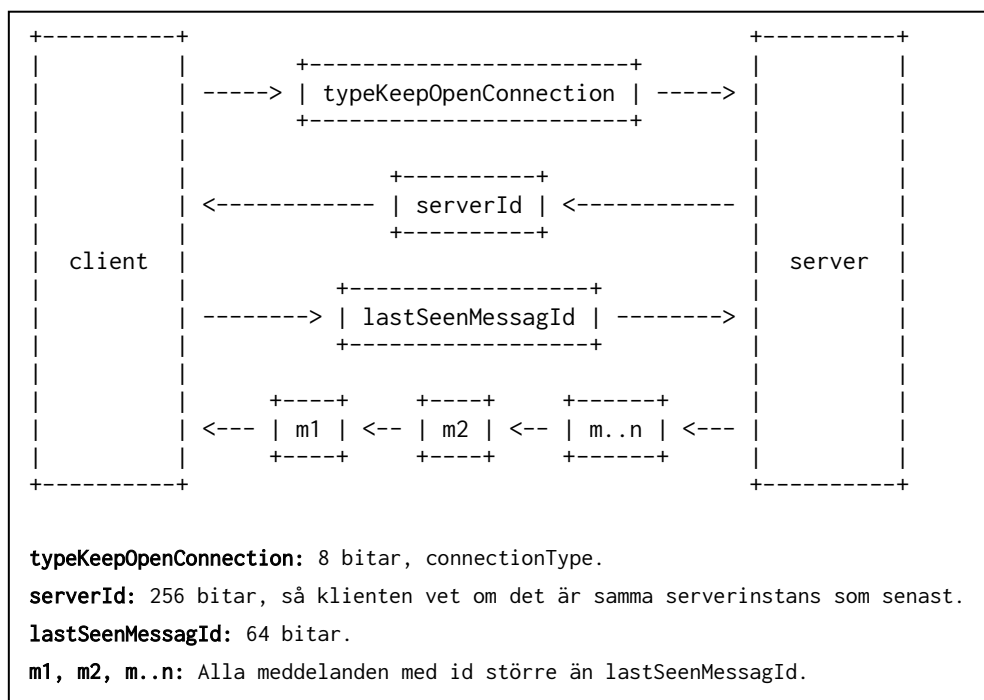 typeKeepOpenConnection
serverId
client
server
lastSeenMessagId
m1 m2 m..n
typeKeepOpenConnection: 8 bitar, connectionType.
serverId: 256 bitar, så klienten vet om det är samma serverinstans som senast.
lastSeenMessagId: 64 bitar.
m1, m2, m..n: Alla meddelanden med id större än lastSeenMessagId.